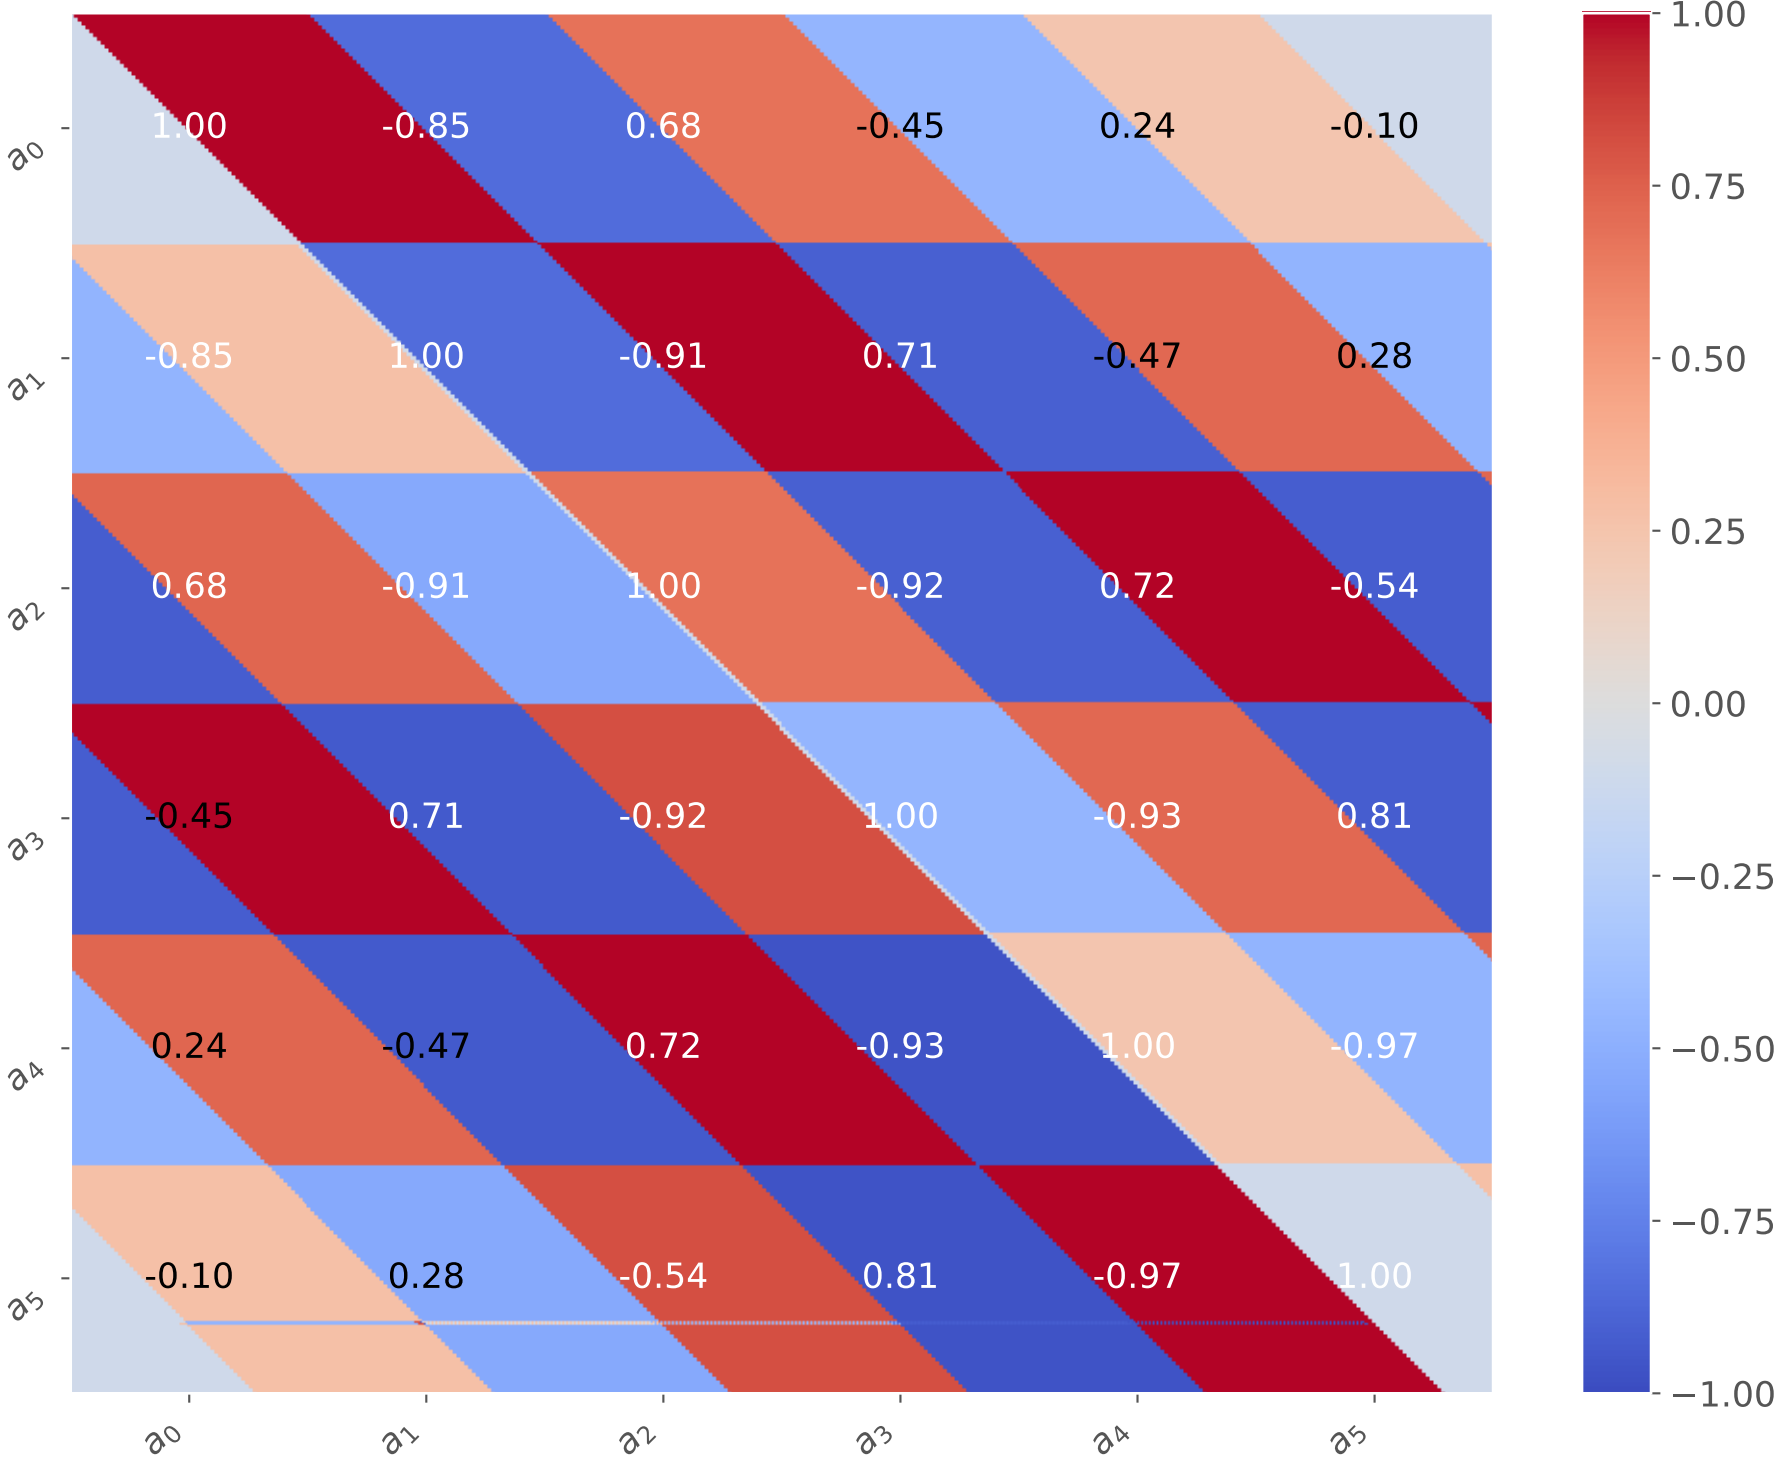 1.00
a0 1.00 -0.85 0.68 -0.45 0.24 -0.10
0.75
a1 -0.85 1.00 -0.91 0.71 -0.47 0.28
0.50
0.25
a2 0.68 -0.91 1.00 -0.92 0.72 -0.54
0.00
a3 -0.45 0.71 -0.92 1.00 -0.93 0.81
−0.25
a4 0.24 -0.47 0.72 -0.93 1.00 -0.97
−0.50
−0.75
a5 -0.10 0.28 -0.54 0.81 -0.97 1.00
−1.00
a0 a1 a2 a3 a4 a5